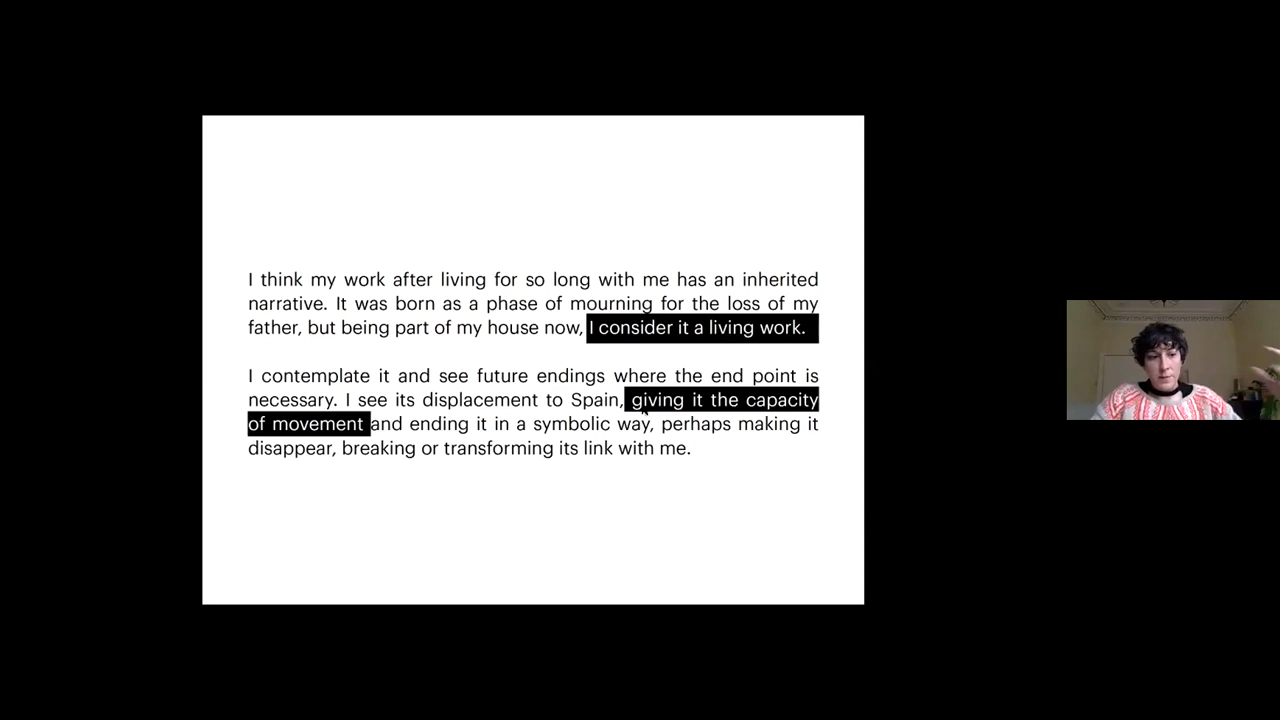 I think my work after living for so long with me has an inherited
narrative. It was born as a phase of mourning for the loss of my
father, but being part of my house now, I consider it a living work.
I contemplate it and see future endings where the end point is
necessary. I see its displacement to Spain, giving it the capacity
of movement and ending it in a symbolic way, perhaps making it
disappear, breaking or transforming its link with me.